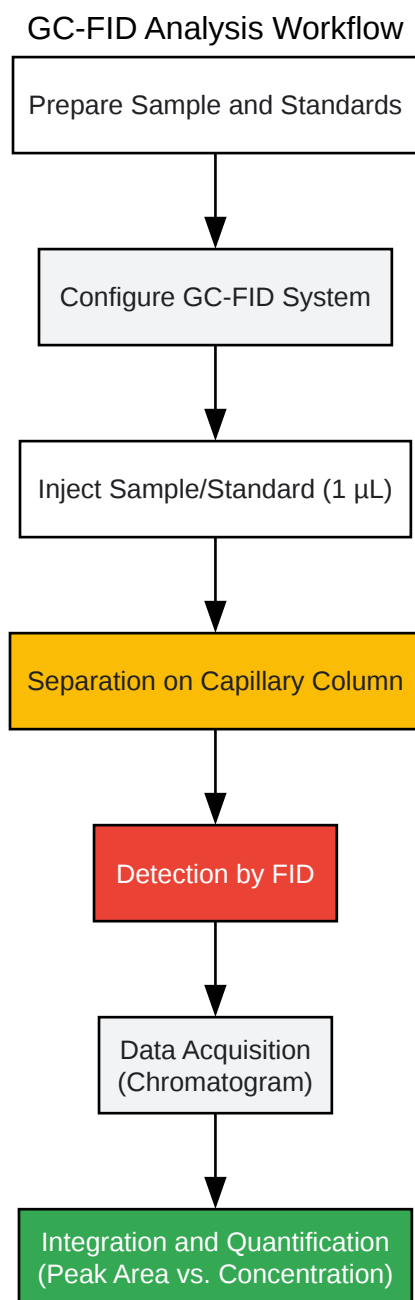 GC-FID Analysis Workflow
Prepare Sample and Standards
Configure GC-FID System
Inject Sample/Standard (1 µL)
Separation on Capillary Column
Detection by FID
Data Acquisition
(Chromatogram)
Integration and Quantification
(Peak Area vs. Concentration)